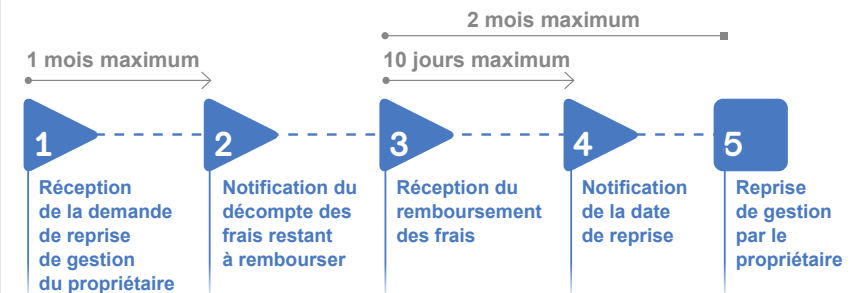 2 mois maximum
1 mois maximum
10 jours maximum
1
2
3
4
5
Réception
de la demande
de reprise
de gestion
du propriétaire
Notification du
décompte des
frais restant
à rembourser
Réception du
remboursement
des frais
Notification
de la date
de reprise
Reprise
de gestion
par le
propriétaire